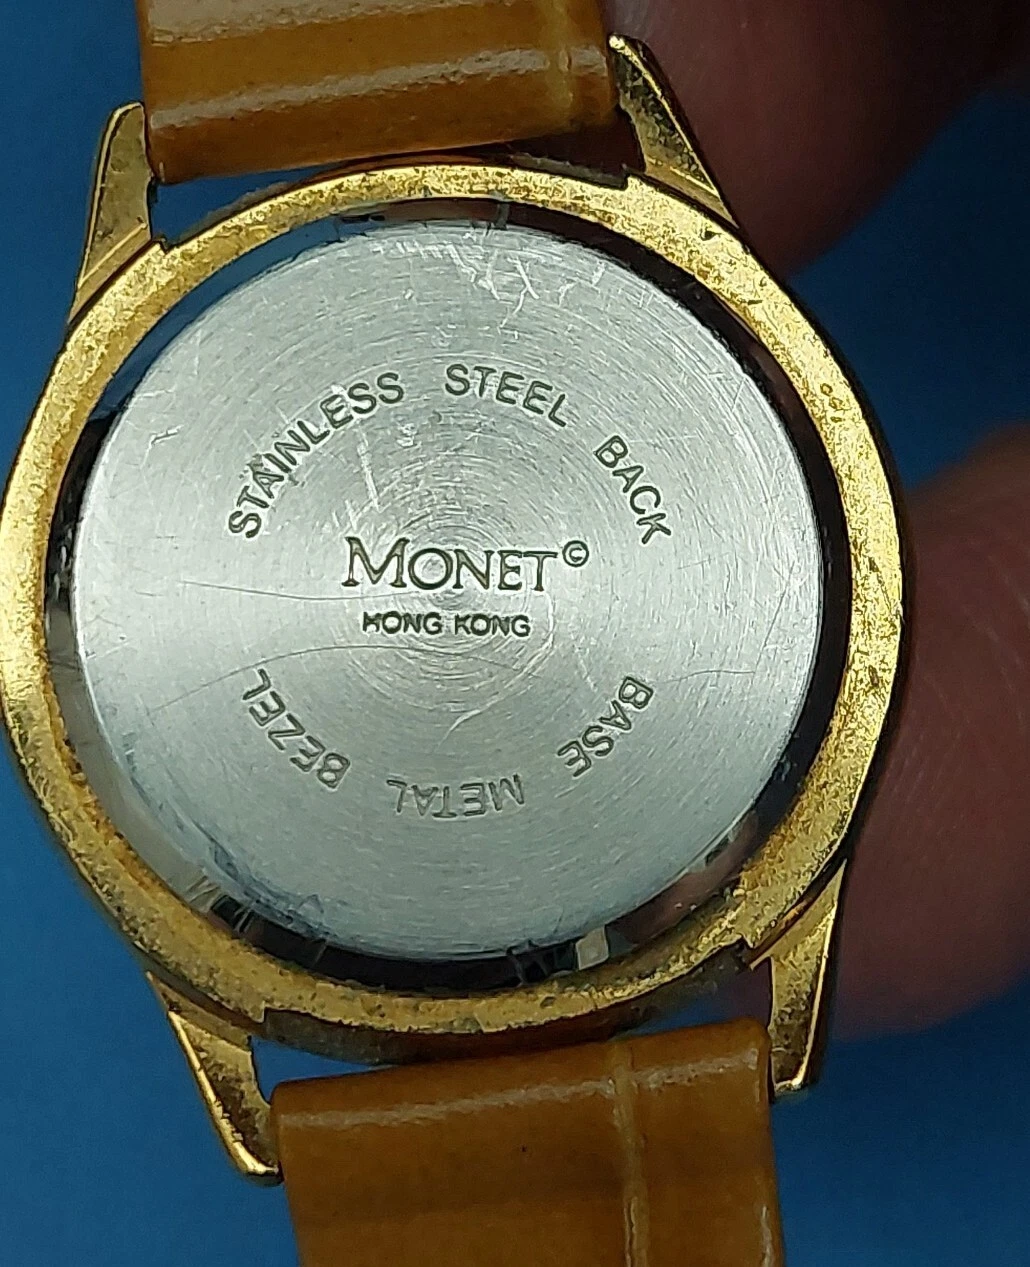 STAINLESS STEEL BACK
MONET©
HONG KONG
BASE METAL BEZEL